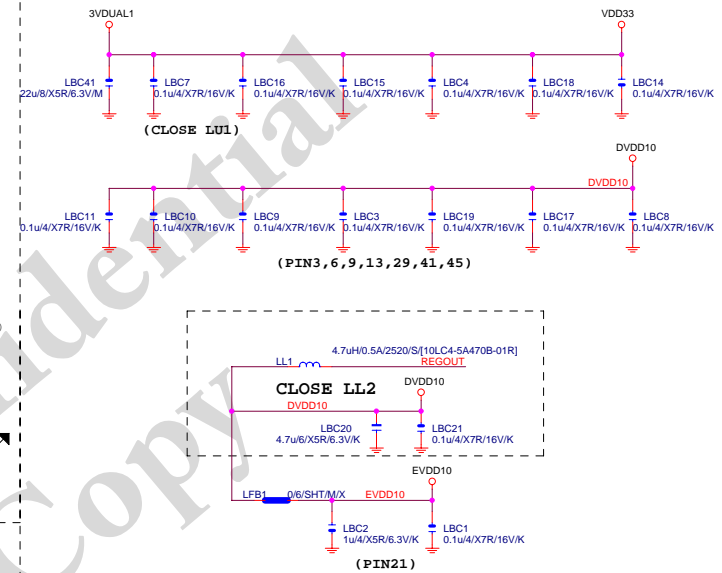 3VDUAL1
VDD33
LBC41
22u/8/X5R/6.3V/M
LBC7
0.1u/4/X7R/16V/K
LBC16
0.1u/4/X7R/16V/K
LBC15
0.1u/4/X7R/16V/K
LBC4
0.1u/4/X7R/16V/K
LBC18
0.1u/4/X7R/16V/K
LBC14
0.1u/4/X7R/16V/K
(CLOSE LU1)
DVDD10
DVDD10
LBC11
0.1u/4/X7R/16V/K
LBC10
0.1u/4/X7R/16V/K
LBC9
0.1u/4/X7R/16V/K
LBC3
0.1u/4/X7R/16V/K
LBC19
0.1u/4/X7R/16V/K
LBC17
0.1u/4/X7R/16V/K
LBC8
0.1u/4/X7R/16V/K
(PIN3,6,9,13,29,41,45)
4.7uH/0.5A/2520/S/[10LC4-5A470B-01R]
LL1
REGOUT
CLOSE LL2
DVDD10
DVDD10
LBC20
4.7u/6/X5R/6.3V/K
LBC21
0.1u/4/X7R/16V/K
EVDD10
LFB1
0/6/SHT/M/X
EVDD10
LBC2
1u/4/X5R/6.3V/K
LBC1
0.1u/4/X7R/16V/K
(PIN21)
Copy